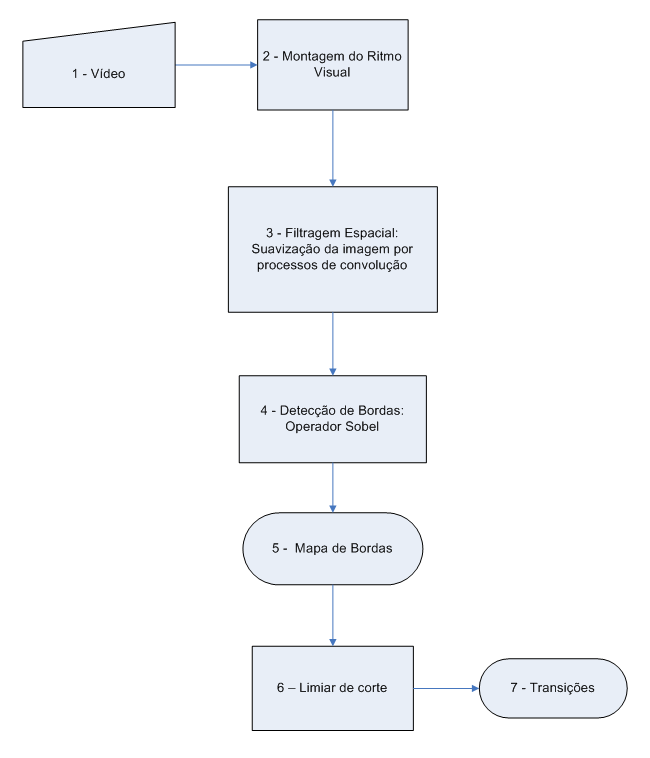 1 - Vídeo
2 - Montagem do Ritmo
Visual
3 - Filtragem Espacial:
Suavização da imagem por
processos de convolução
4 - Detecção de Bordas:
Operador Sobel
5 -  Mapa de Bordas
6 – Limiar de corte
7 - Transições